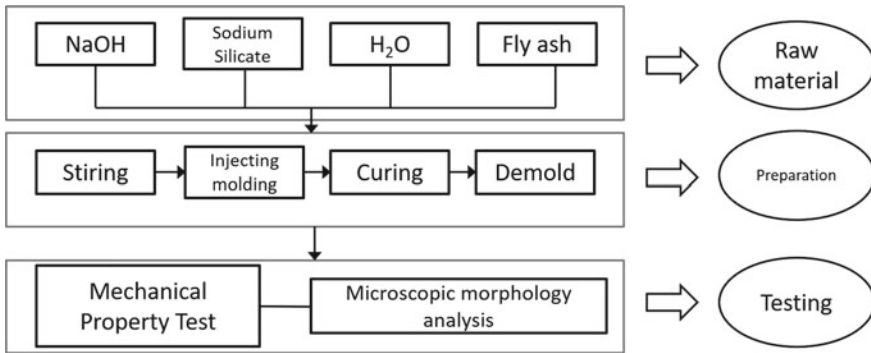 NaOH
Sodium
Silicate
H₂O
Fly ash
Raw
material
Stiring
Injecting
molding
Curing
Demold
Preparation
Mechanical
Property Test
Microscopic morphology
analysis
Testing